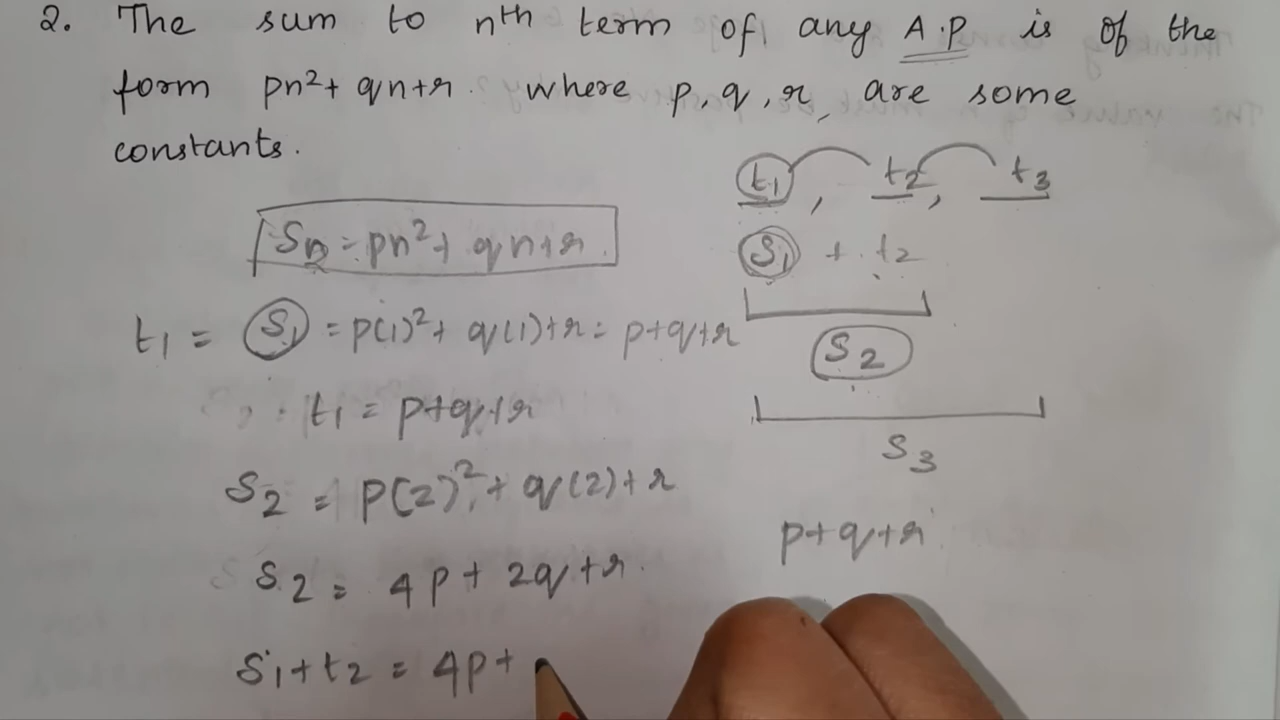 2. The sum to nth term of any A.P is of the
form pn²+ qn+r. where p, q, r, are some
constants.
t₁, t₂, t₃
Sn = pn²+ qn+r.
S₁ + t₂
t₁ = S₁ = p(1)²+ q(1)+r = p+q+r
S₂
t₁ = p+q+r
S₃
S₂ = p(2)²+ q(2)+r
p+q+r
S₂ = 4p+ 2q+r.
S₁+t₂ = 4p+